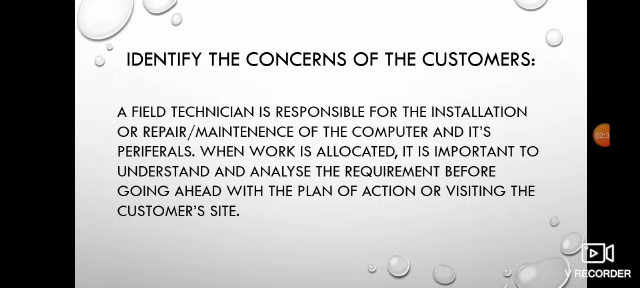 IDENTIFY THE CONCERNS OF THE CUSTOMERS:
A FIELD TECHNICIAN IS RESPONSIBLE FOR THE INSTALLATION
OR REPAIR/MAINTENENCE OF THE COMPUTER AND IT'S
PERIFERALS. WHEN WORK IS ALLOCATED, IT IS IMPORTANT TO
UNDERSTAND AND ANALYSE THE REQUIREMENT BEFORE
GOING AHEAD WITH THE PLAN OF ACTION OR VISITING THE
CUSTOMER'S SITE.
V RECORDER